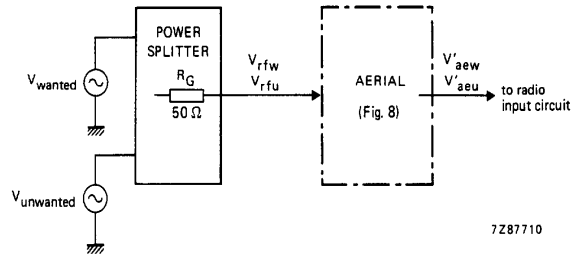 POWER
SPLITTER
R_G
50 Ω
V_wanted
V_unwanted
V_rfw
V_rfu
AERIAL
(Fig. 8)
V'_aew
V'_aeu
to radio
input circuit
7Z87710